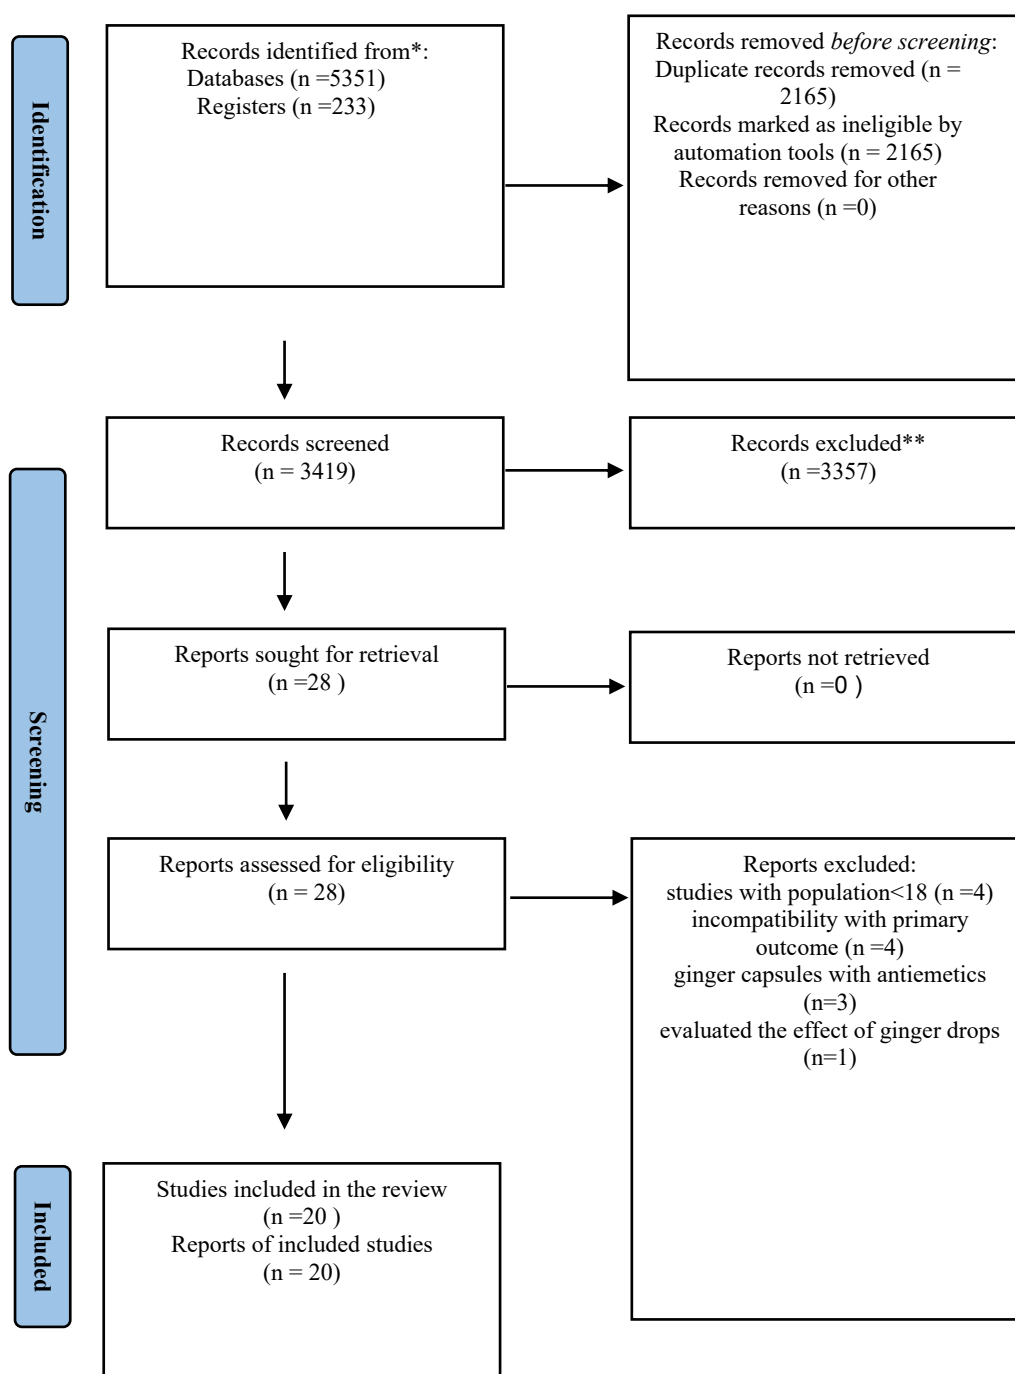 Identification
Records identified from*:
Databases (n =5351)
Registers (n =233)
Records removed before screening:
Duplicate records removed (n =
2165)
Records marked as ineligible by
automation tools (n = 2165)
Records removed for other
reasons (n =0)
Screening
Records screened
(n = 3419)
Records excluded**
(n =3357)
Reports sought for retrieval
(n =28 )
Reports not retrieved
(n =0 )
Reports assessed for eligibility
(n = 28)
Reports excluded:
studies with population<18 (n =4)
incompatibility with primary
outcome (n =4)
ginger capsules with antiemetics
(n=3)
evaluated the effect of ginger drops
(n=1)
Included
Studies included in the review
(n =20 )
Reports of included studies
(n = 20)